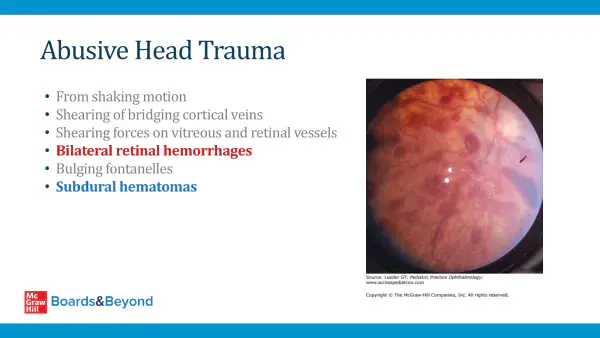 Abusive Head Trauma
• From shaking motion
• Shearing of bridging cortical veins
• Shearing forces on vitreous and retinal vessels
• Bilateral retinal hemorrhages
• Bulging fontanelles
• Subdural hematomas
Source: Lueder GT: Pediatric Practice Ophthalmology:
www.accesspediatrics.com
Copyright © The McGraw-Hill Companies, Inc. All rights reserved.
Mc
Graw
Hill
Boards&Beyond